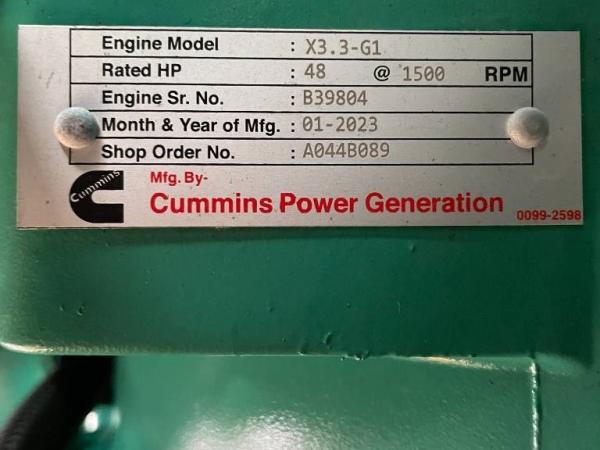 Engine Model : X3.3-G1
Rated HP : 48 @ 1500 RPM
Engine Sr. No. : B39804
Month & Year of Mfg. : 01-2023
Shop Order No. : A044B089
Cummins
Mfg. By-
Cummins Power Generation
0099-2598